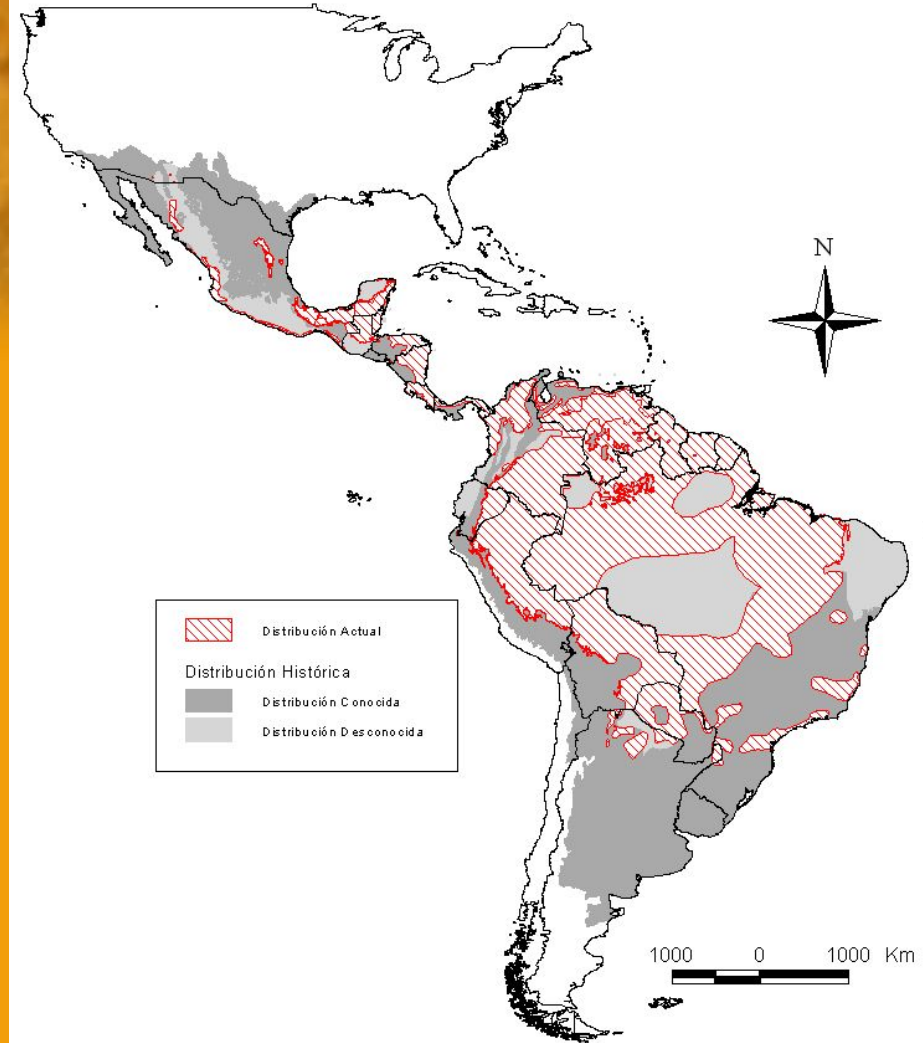 N
Distribución Actual
Distribución Histórica
Distribución Conocida
Distribución Desconocida
1000 0 1000 Km